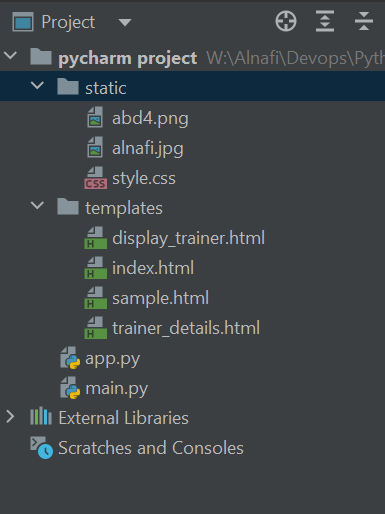 Project
pycharm project W:\Alnafi\Devops\Pyth
static
abd4.png
alnafi.jpg
CSS style.css
templates
H display_trainer.html
H index.html
H sample.html
H trainer_details.html
app.py
main.py
External Libraries
Scratches and Consoles